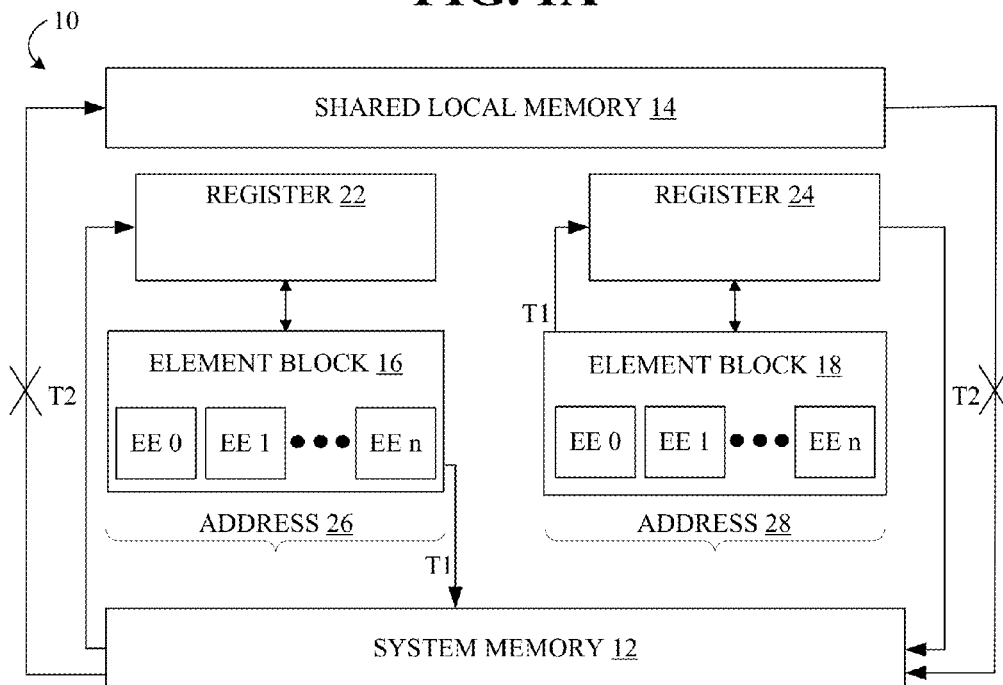 FIG. 1A
10
SHARED LOCAL MEMORY 14
REGISTER 22
REGISTER 24
T1
ELEMENT BLOCK 16
ELEMENT BLOCK 18
T2
T2
EE 0 EE 1 ●●● EE n
EE 0 EE 1 ●●● EE n
ADDRESS 26
ADDRESS 28
T1
SYSTEM MEMORY 12